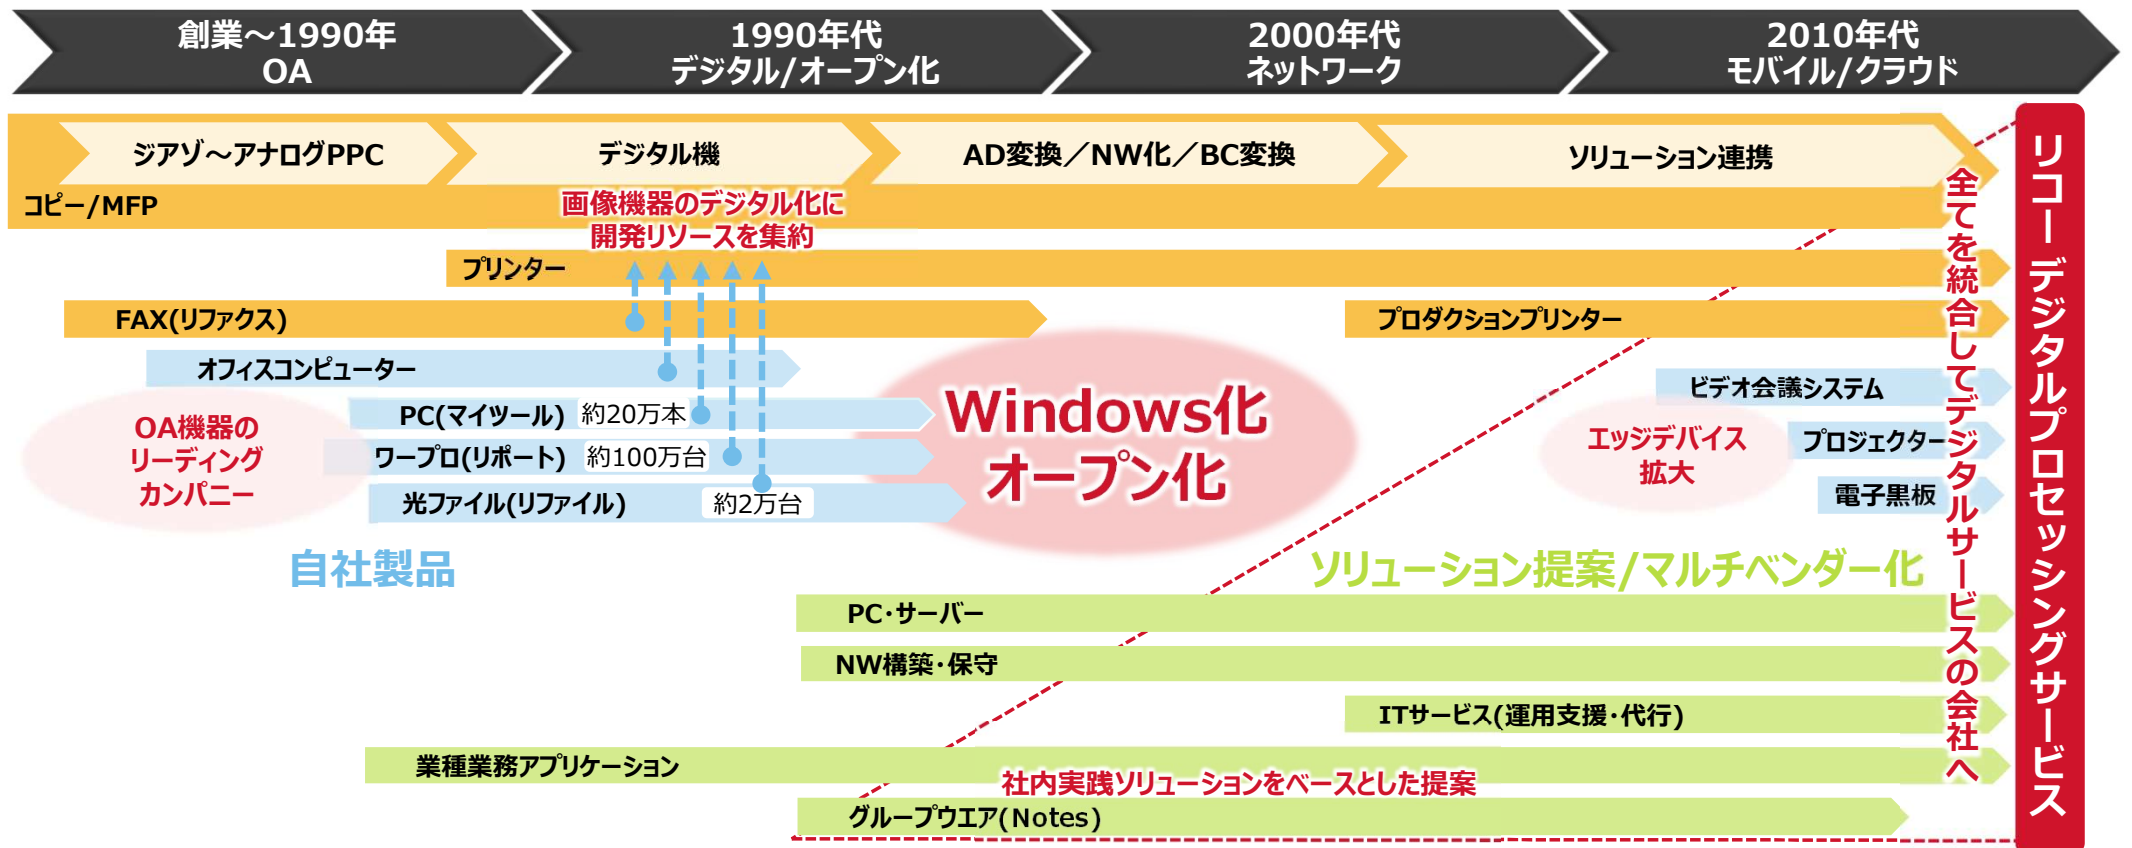 創業～1990年
OA
1990年代
デジタル/オープン化
2000年代
ネットワーク
2010年代
モバイル/クラウド
ジアゾ～アナログPPC
デジタル機
AD変換／NW化／BC変換
ソリューション連携
コピー/MFP
画像機器のデジタル化に
開発リソースを集約
プリンター
FAX(リファクス)
プロダクションプリンター
オフィスコンピューター
ビデオ会議システム
OA機器の
リーディング
カンパニー
PC(マイツール)
約20万本
ワープロ(リポート)
約100万台
光ファイル(リファイル)
約2万台
Windows化
オープン化
エッジデバイス
拡大
プロジェクター
電子黒板
自社製品
ソリューション提案/マルチベンダー化
PC・サーバー
NW構築・保守
ITサービス(運用支援・代行)
業種業務アプリケーション
社内実践ソリューションをベースとした提案
グループウエア(Notes)
全てを統合してデジタルサービスの会社へ
リコー デジタルプロセッシングサービス